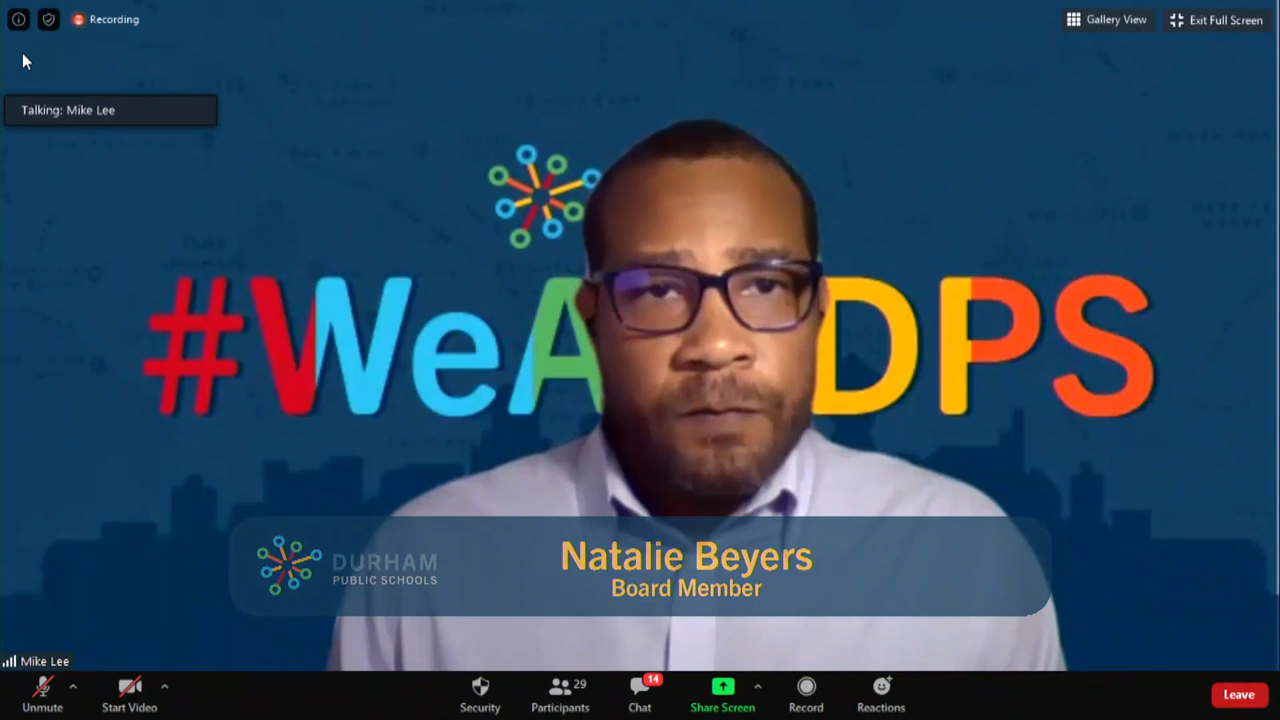 Recording
Gallery View
Exit Full Screen
Talking: Mike Lee
#WeA DPS
DURHAM
PUBLIC SCHOOLS
Natalie Beyers
Board Member
Mike Lee
Unmute
Start Video
Security
Participants
29
Chat
14
Share Screen
Record
Reactions
Leave